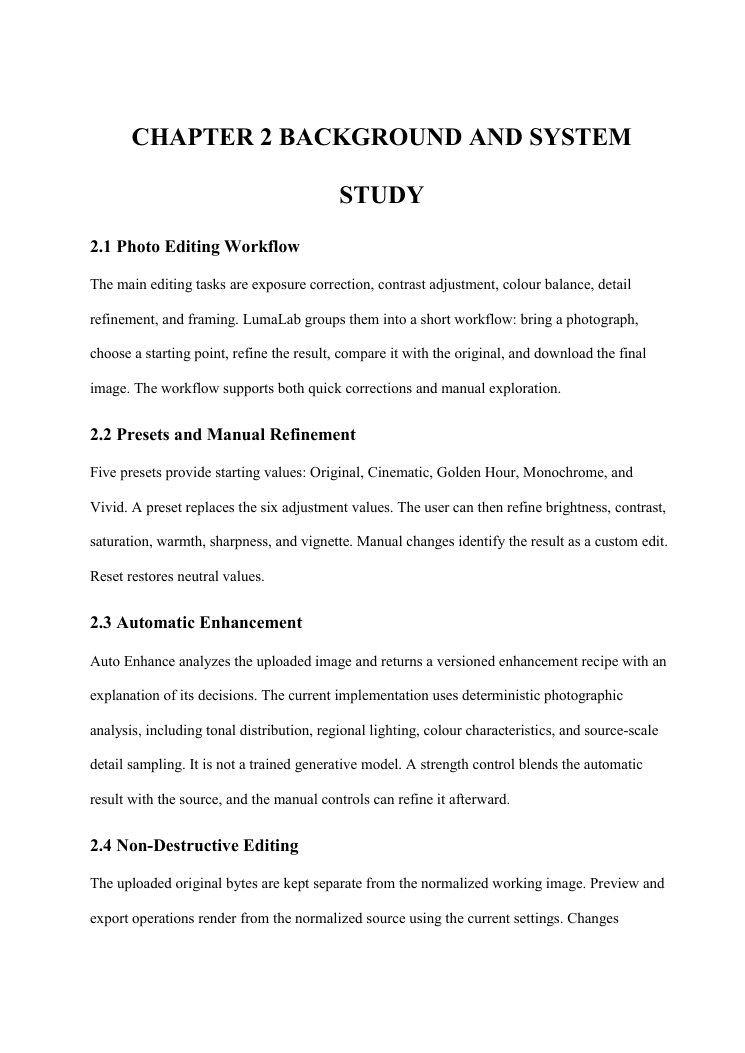 CHAPTER 2 BACKGROUND AND SYSTEM
STUDY
2.1 Photo Editing Workflow
The main editing tasks are exposure correction, contrast adjustment, colour balance, detail
refinement, and framing. LumaLab groups them into a short workflow: bring a photograph,
choose a starting point, refine the result, compare it with the original, and download the final
image. The workflow supports both quick corrections and manual exploration.
2.2 Presets and Manual Refinement
Five presets provide starting values: Original, Cinematic, Golden Hour, Monochrome, and
Vivid. A preset replaces the six adjustment values. The user can then refine brightness, contrast,
saturation, warmth, sharpness, and vignette. Manual changes identify the result as a custom edit.
Reset restores neutral values.
2.3 Automatic Enhancement
Auto Enhance analyzes the uploaded image and returns a versioned enhancement recipe with an
explanation of its decisions. The current implementation uses deterministic photographic
analysis, including tonal distribution, regional lighting, colour characteristics, and source-scale
detail sampling. It is not a trained generative model. A strength control blends the automatic
result with the source, and the manual controls can refine it afterward.
2.4 Non-Destructive Editing
The uploaded original bytes are kept separate from the normalized working image. Preview and
export operations render from the normalized source using the current settings. Changes